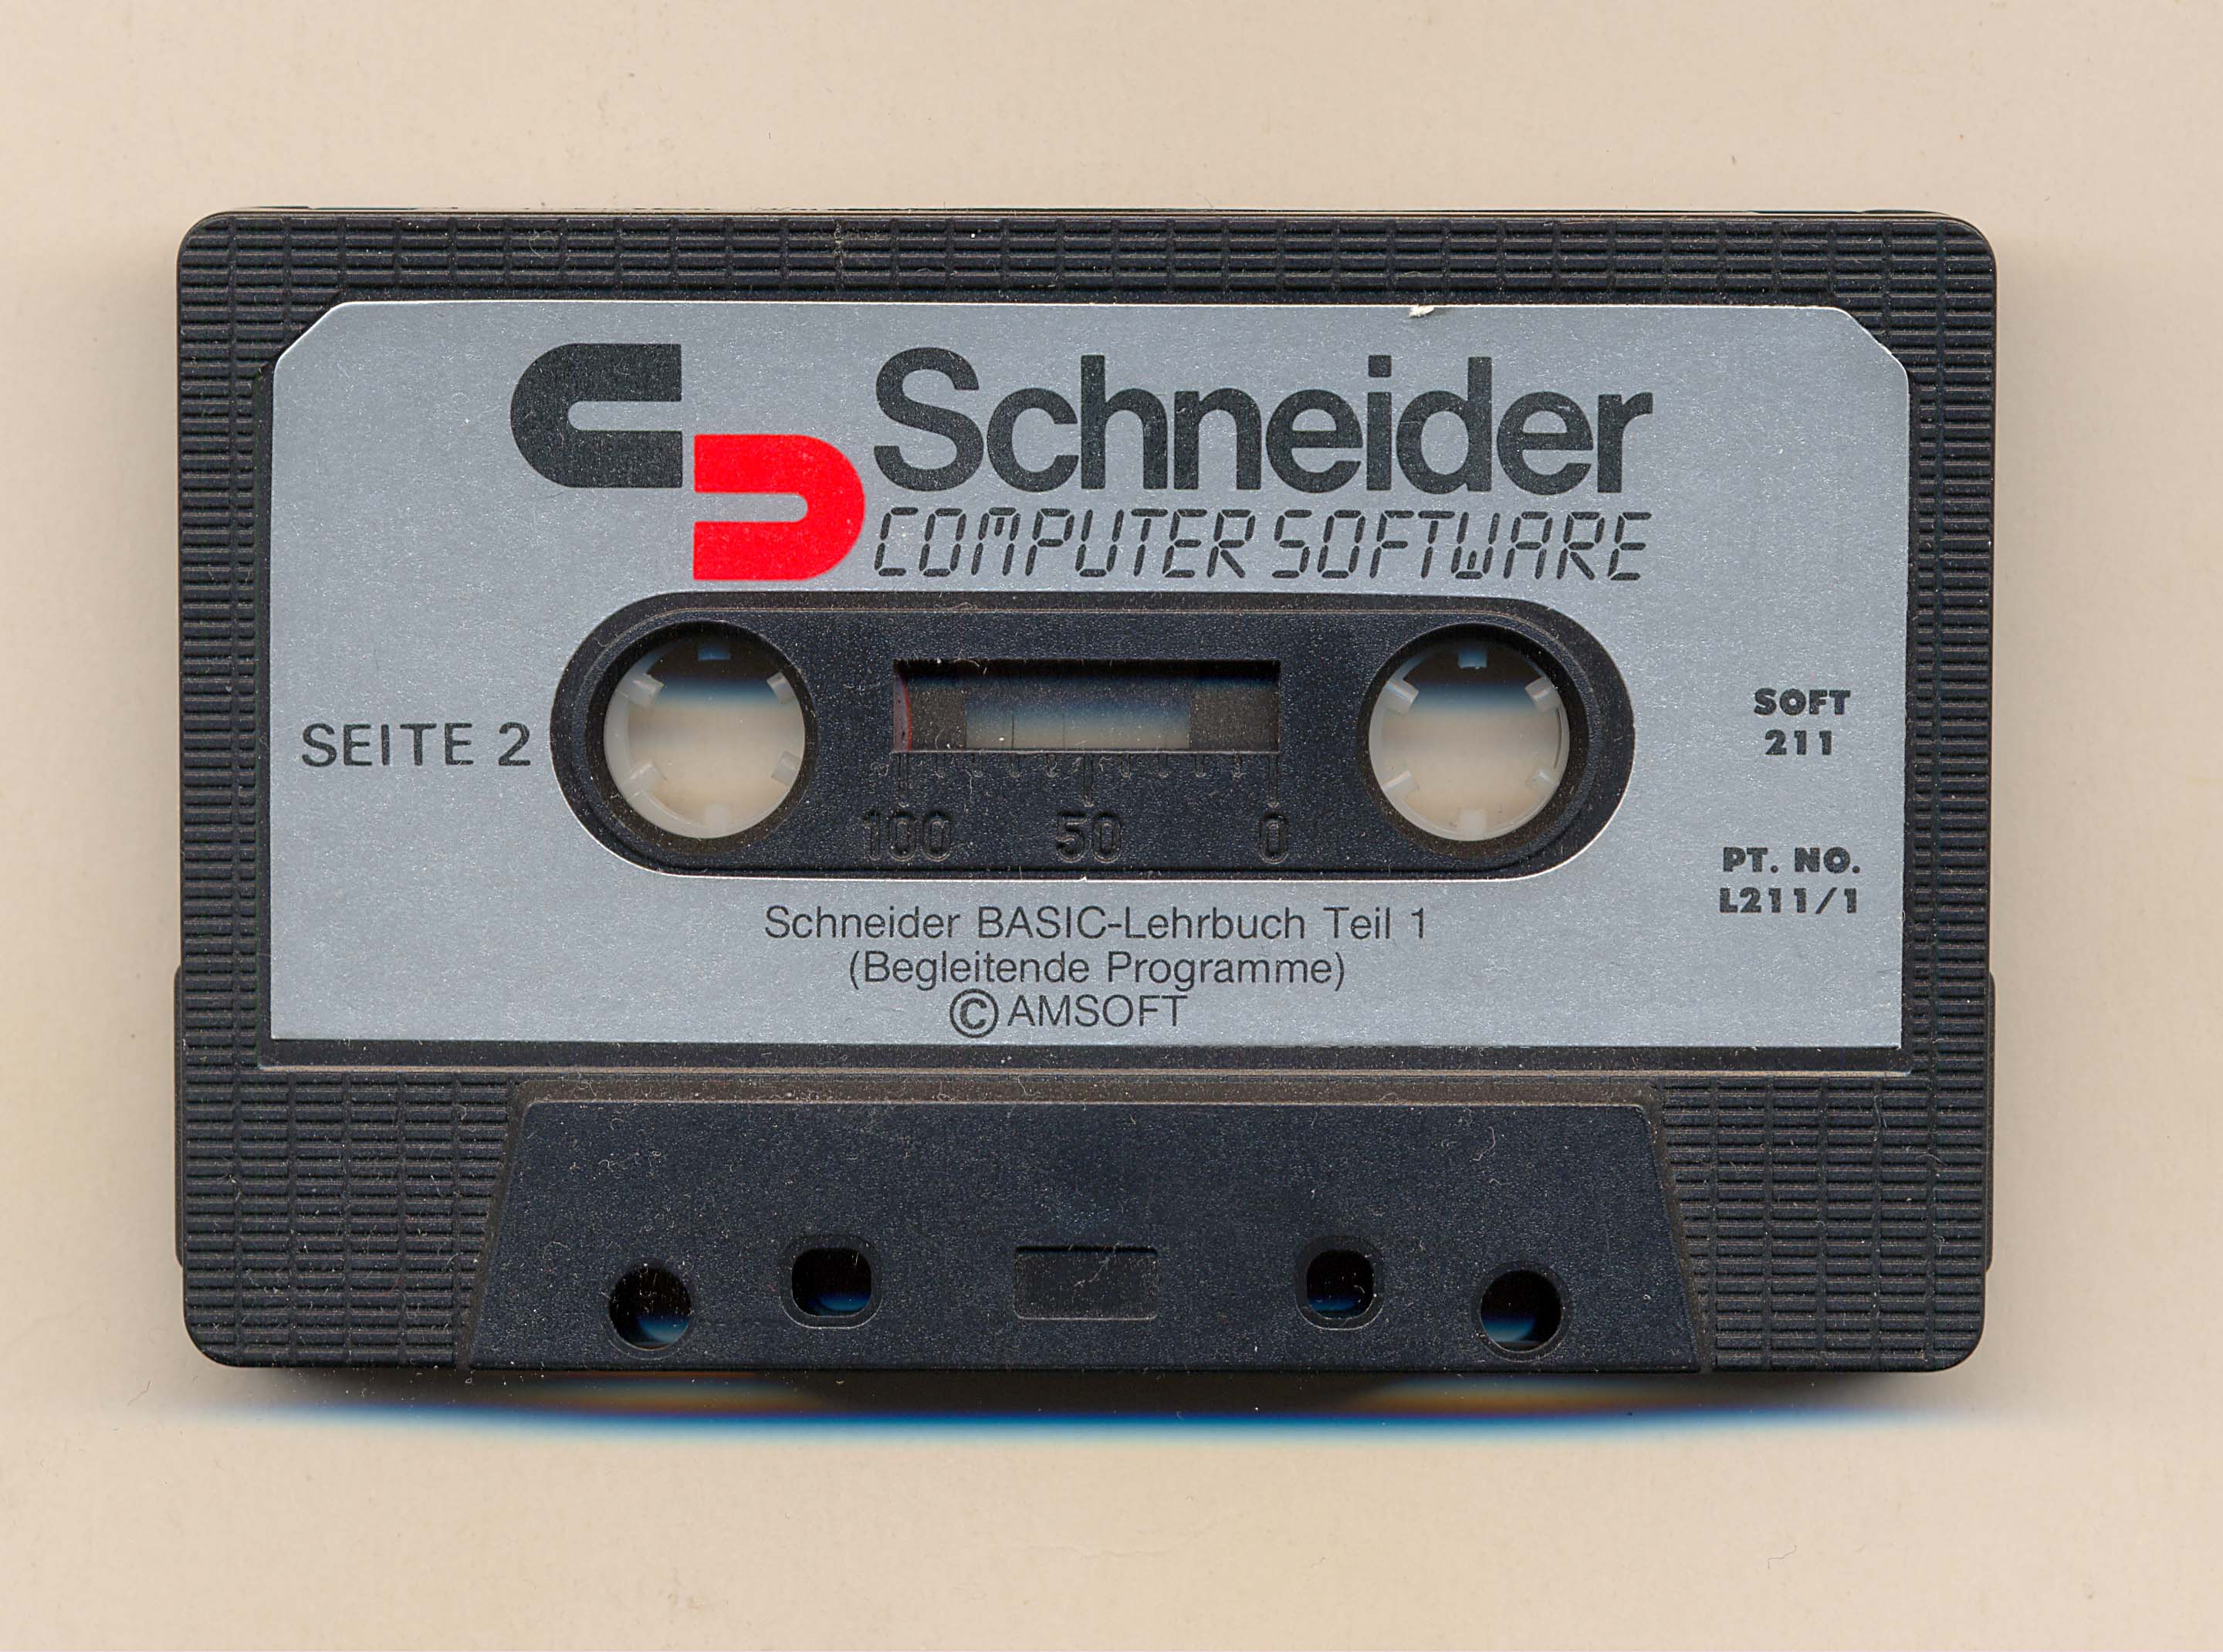 Schneider
COMPUTER SOFTWARE
SEITE 2
SOFT
211
100 50 0
PT. NO.
L211/1
Schneider BASIC-Lehrbuch Teil 1
(Begleitende Programme)
© AMSOFT